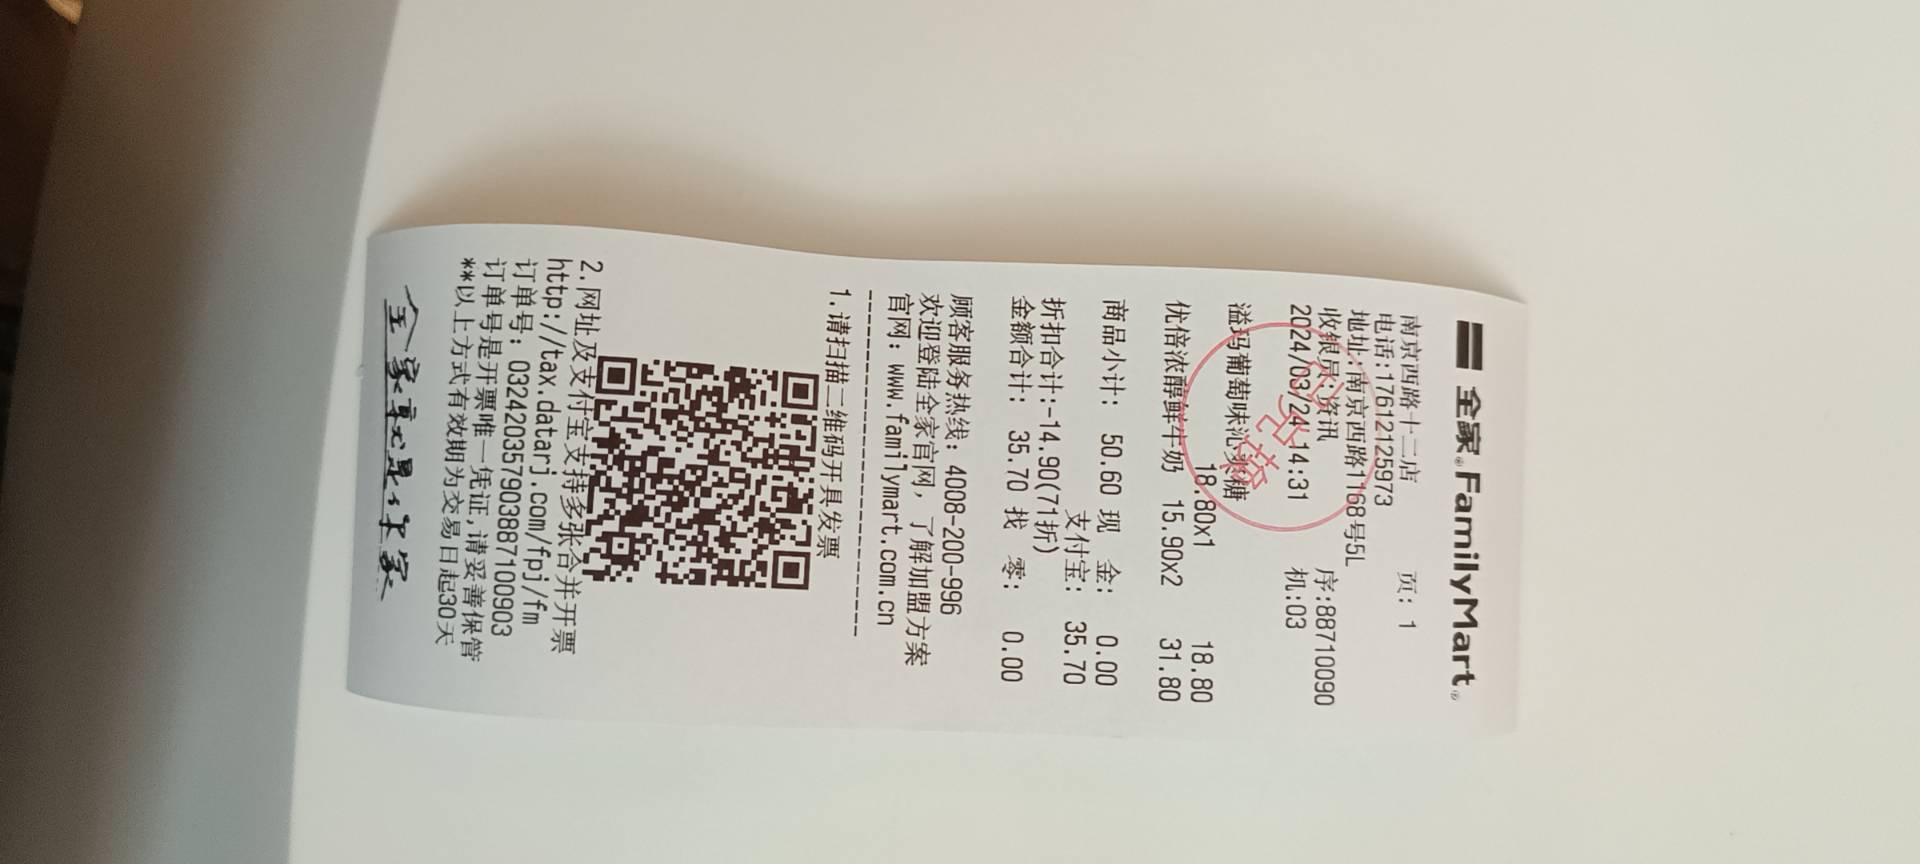 全家 FamilyMart
南京西路十二店 页: 1
电话:17612125973
地址:南京西路1168号5L
收银员:资讯 序:88710090
2024/03/24 14:31 机:03
已兑换
溢玛葡萄味汽水糖
18.80x1 18.80
优倍浓醇鲜牛奶 15.90x2 31.80
商品小计: 50.60 现 金: 0.00
支付宝: 35.70
折扣合计:-14.90(71折)
金额合计: 35.70 找 零: 0.00
顾客服务热线: 4008-200-996
欢迎登陆全家官网, 了解加盟方案
官网: www.familymart.com.cn
--------------------------------
1.请扫描二维码开具发票
2.网址及支付宝支持多张合并开票
http://tax.datarj.com/fpj/fm
订单号: 032420357903887100903
订单号是开票唯一凭证,请妥善保管
**以上方式有效期为交易日起30天
全家就是你家